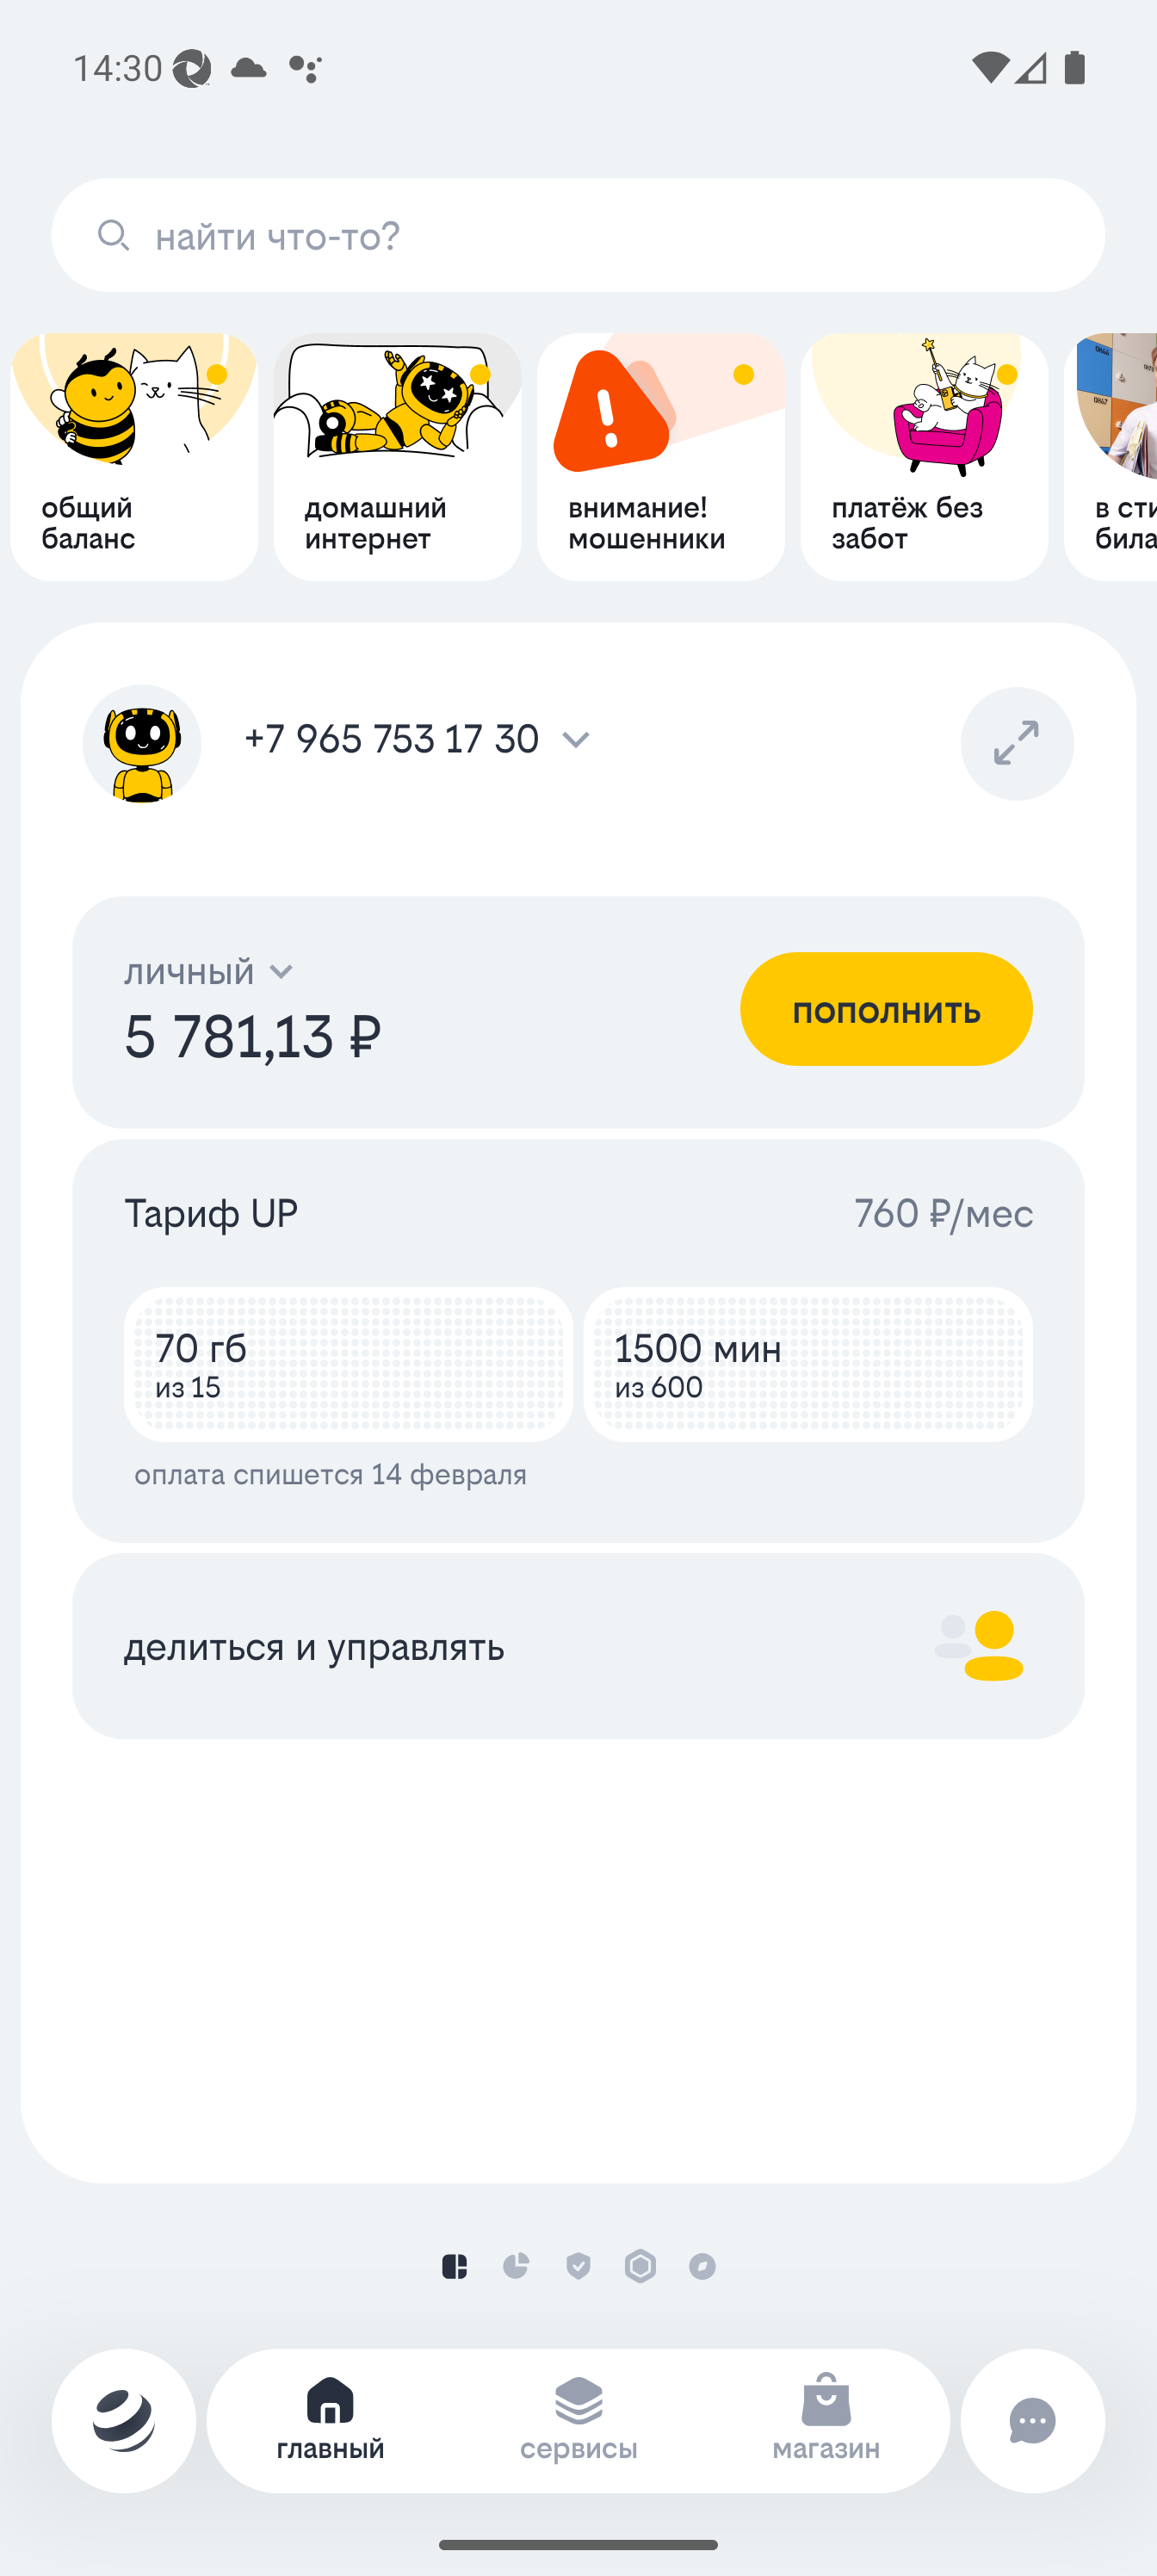 14:30
найти что-то?
общий
баланс
домашний
интернет
внимание!
мошенники
платёж без
забот
в сти
била
+7 965 753 17 30
личный
5 781,13 ₽
пополнить
Тариф UP
760 ₽/мес
70 гб
из 15
1500 мин
из 600
оплата спишется 14 февраля
делиться и управлять
главный
сервисы
магазин